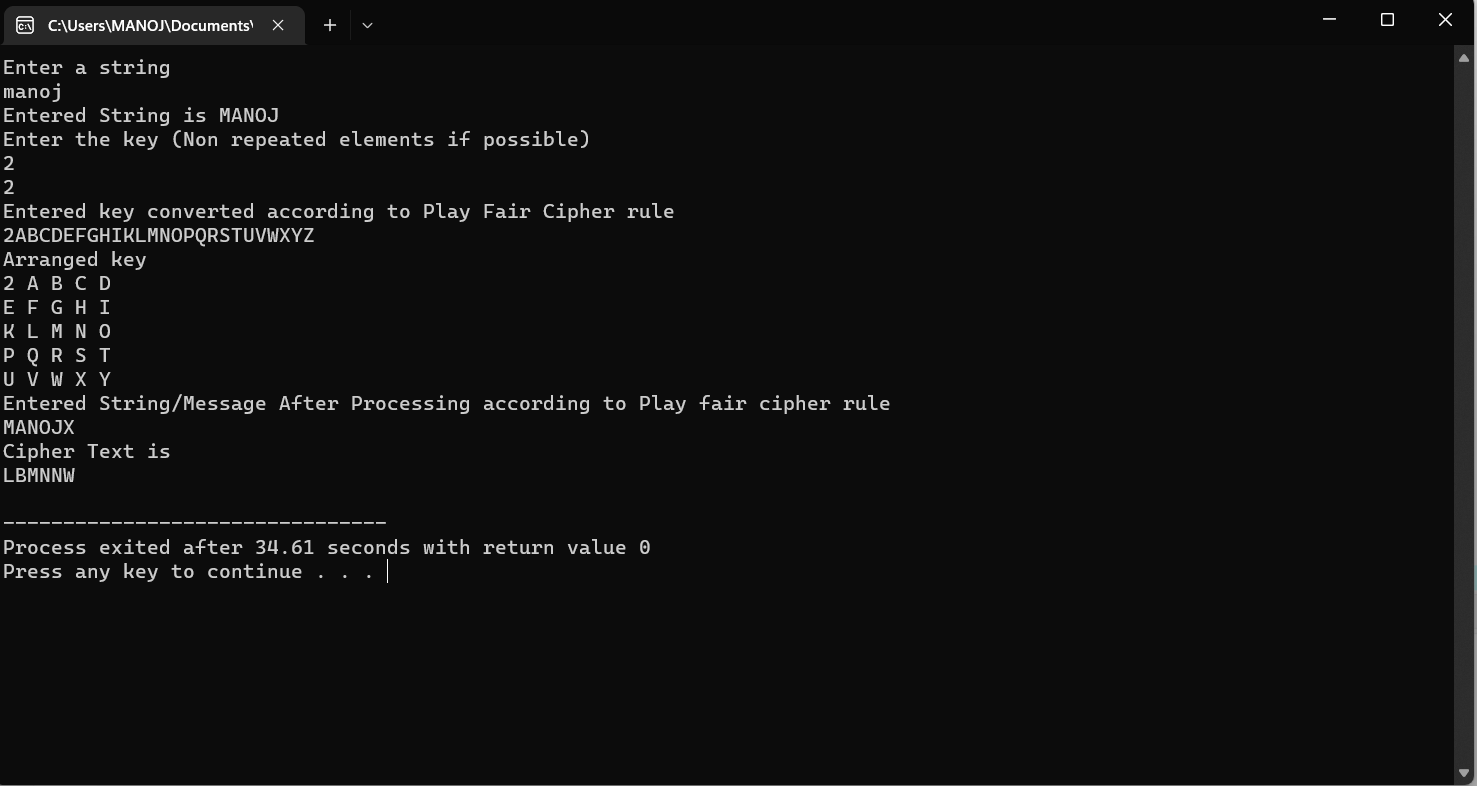 C:\Users\MANOJ\Documents\
Enter a string
manoj
Entered String is MANOJ
Enter the key (Non repeated elements if possible)
2
2
Entered key converted according to Play Fair Cipher rule
2ABCDEFGHIKLMNOPQRSTUVWXYZ
Arranged key
2 A B C D
E F G H I
K L M N O
P Q R S T
U V W X Y
Entered String/Message After Processing according to Play fair cipher rule
MANOJX
Cipher Text is
LBMNNW
--------------------------------
Process exited after 34.61 seconds with return value 0
Press any key to continue . . .